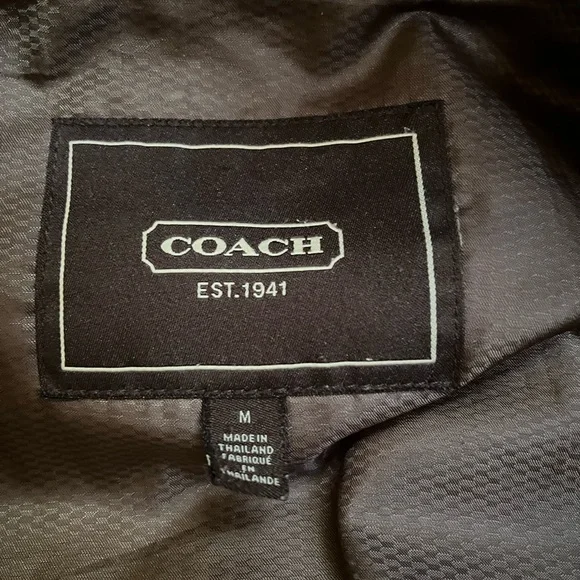 COACH
EST.1941
M
MADE IN
THAILAND
FABRIQUÉ
EN
THAILANDE